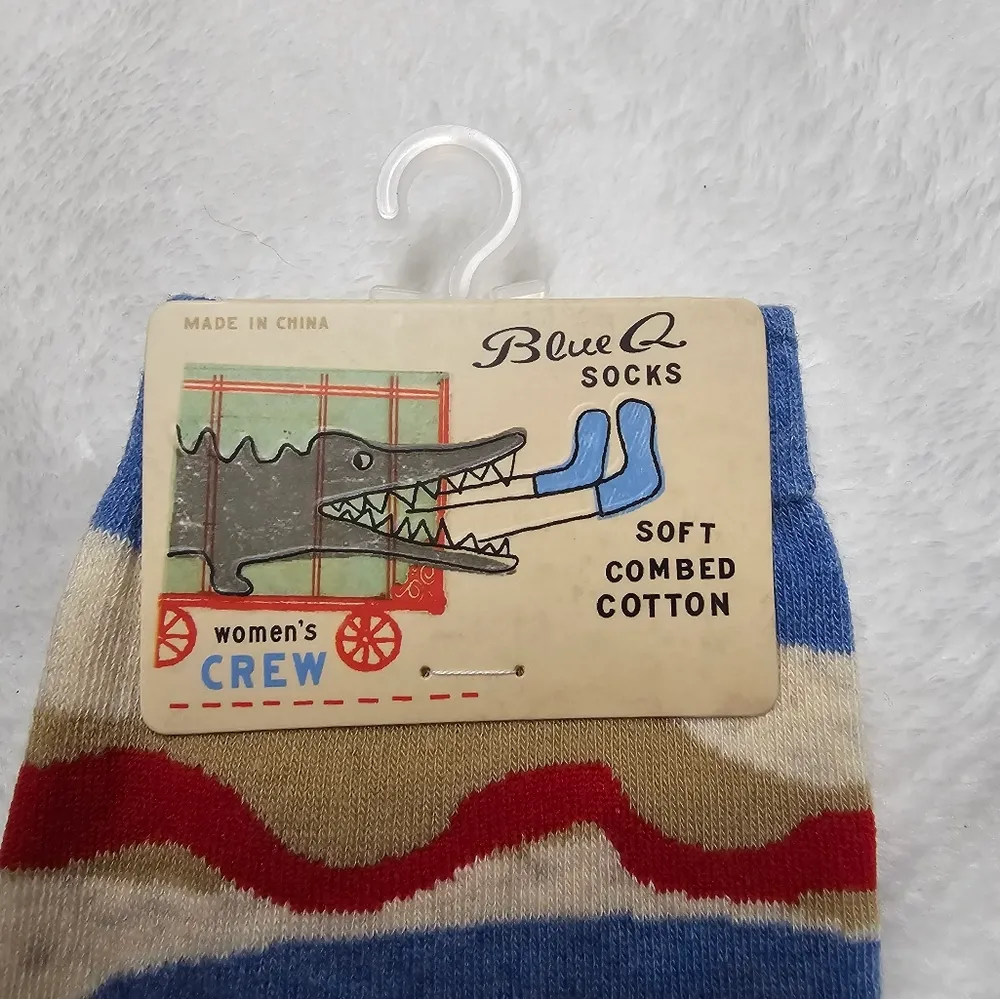 MADE IN CHINA
Blue Q
SOCKS
SOFT
COMBED
COTTON
women's
CREW